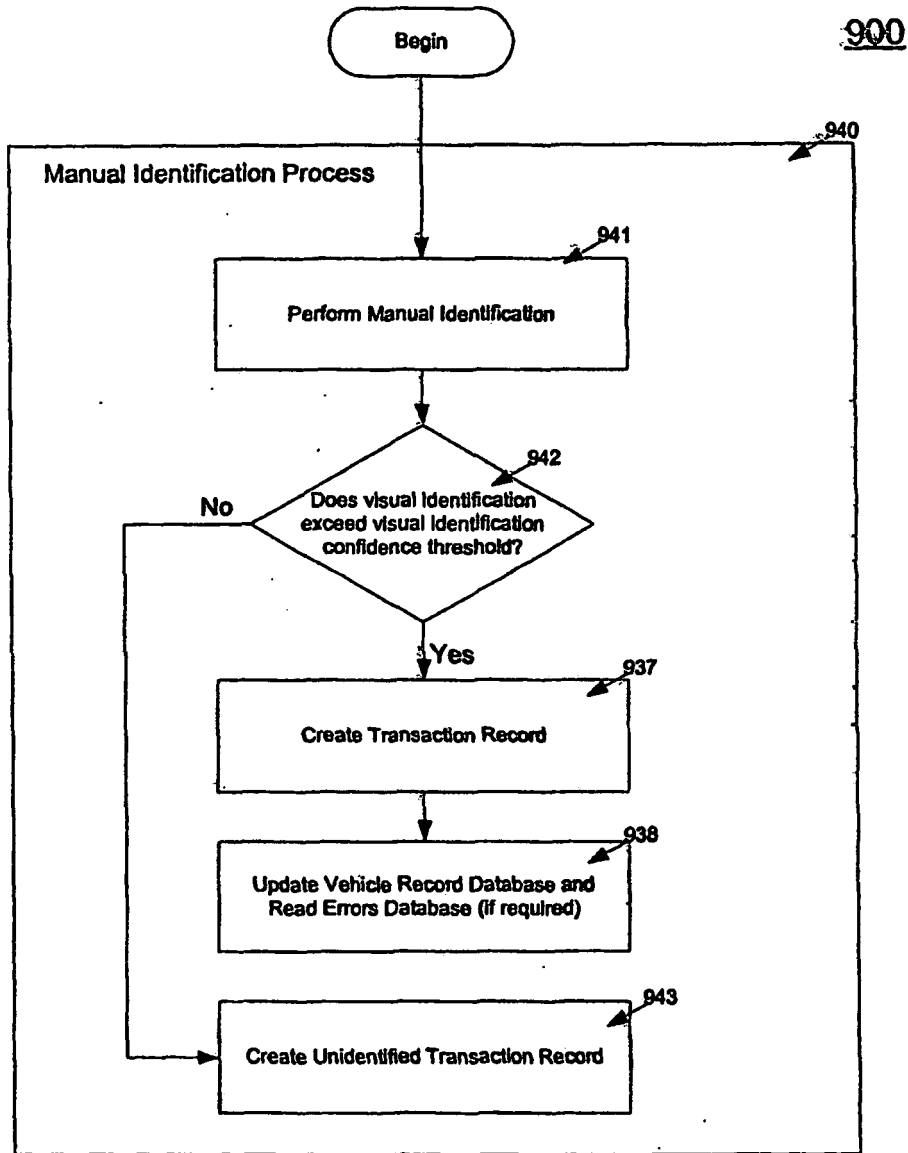 Begin
900
940
Manual Identification Process
941
Perform Manual Identification
942
No
Does visual identification
exceed visual identification
confidence threshold?
Yes
937
Create Transaction Record
938
Update Vehicle Record Database and
Read Errors Database (if required)
943
Create Unidentified Transaction Record